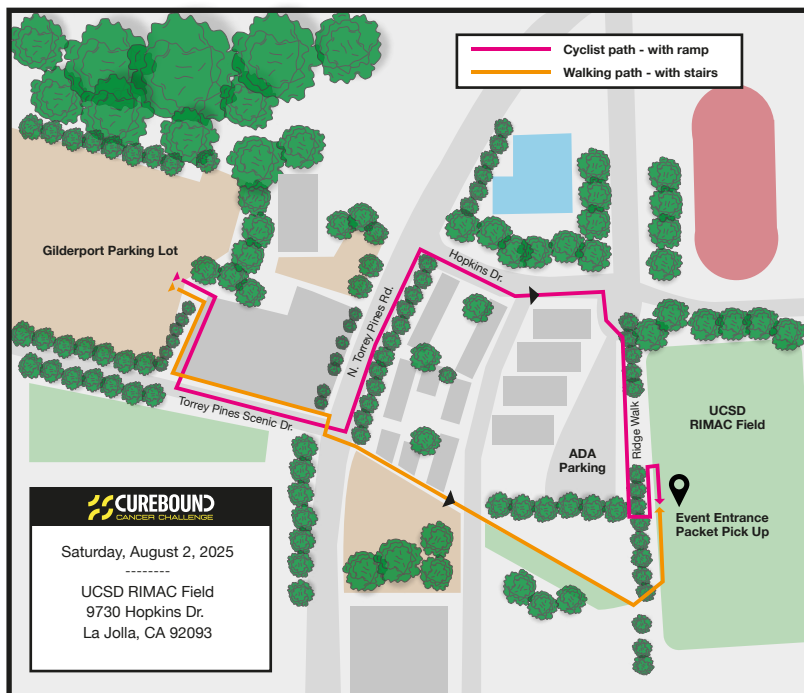 Cyclist path - with ramp
Walking path - with stairs
Gilderport Parking Lot
Hopkins Dr.
N. Torrey Pines Rd.
Torrey Pines Scenic Dr.
Ridge Walk
UCSD
RIMAC Field
ADA
Parking
Event Entrance
Packet Pick Up
CUREBOUND
CANCER CHALLENGE
Saturday, August 2, 2025
--------
UCSD RIMAC Field
9730 Hopkins Dr.
La Jolla, CA 92093